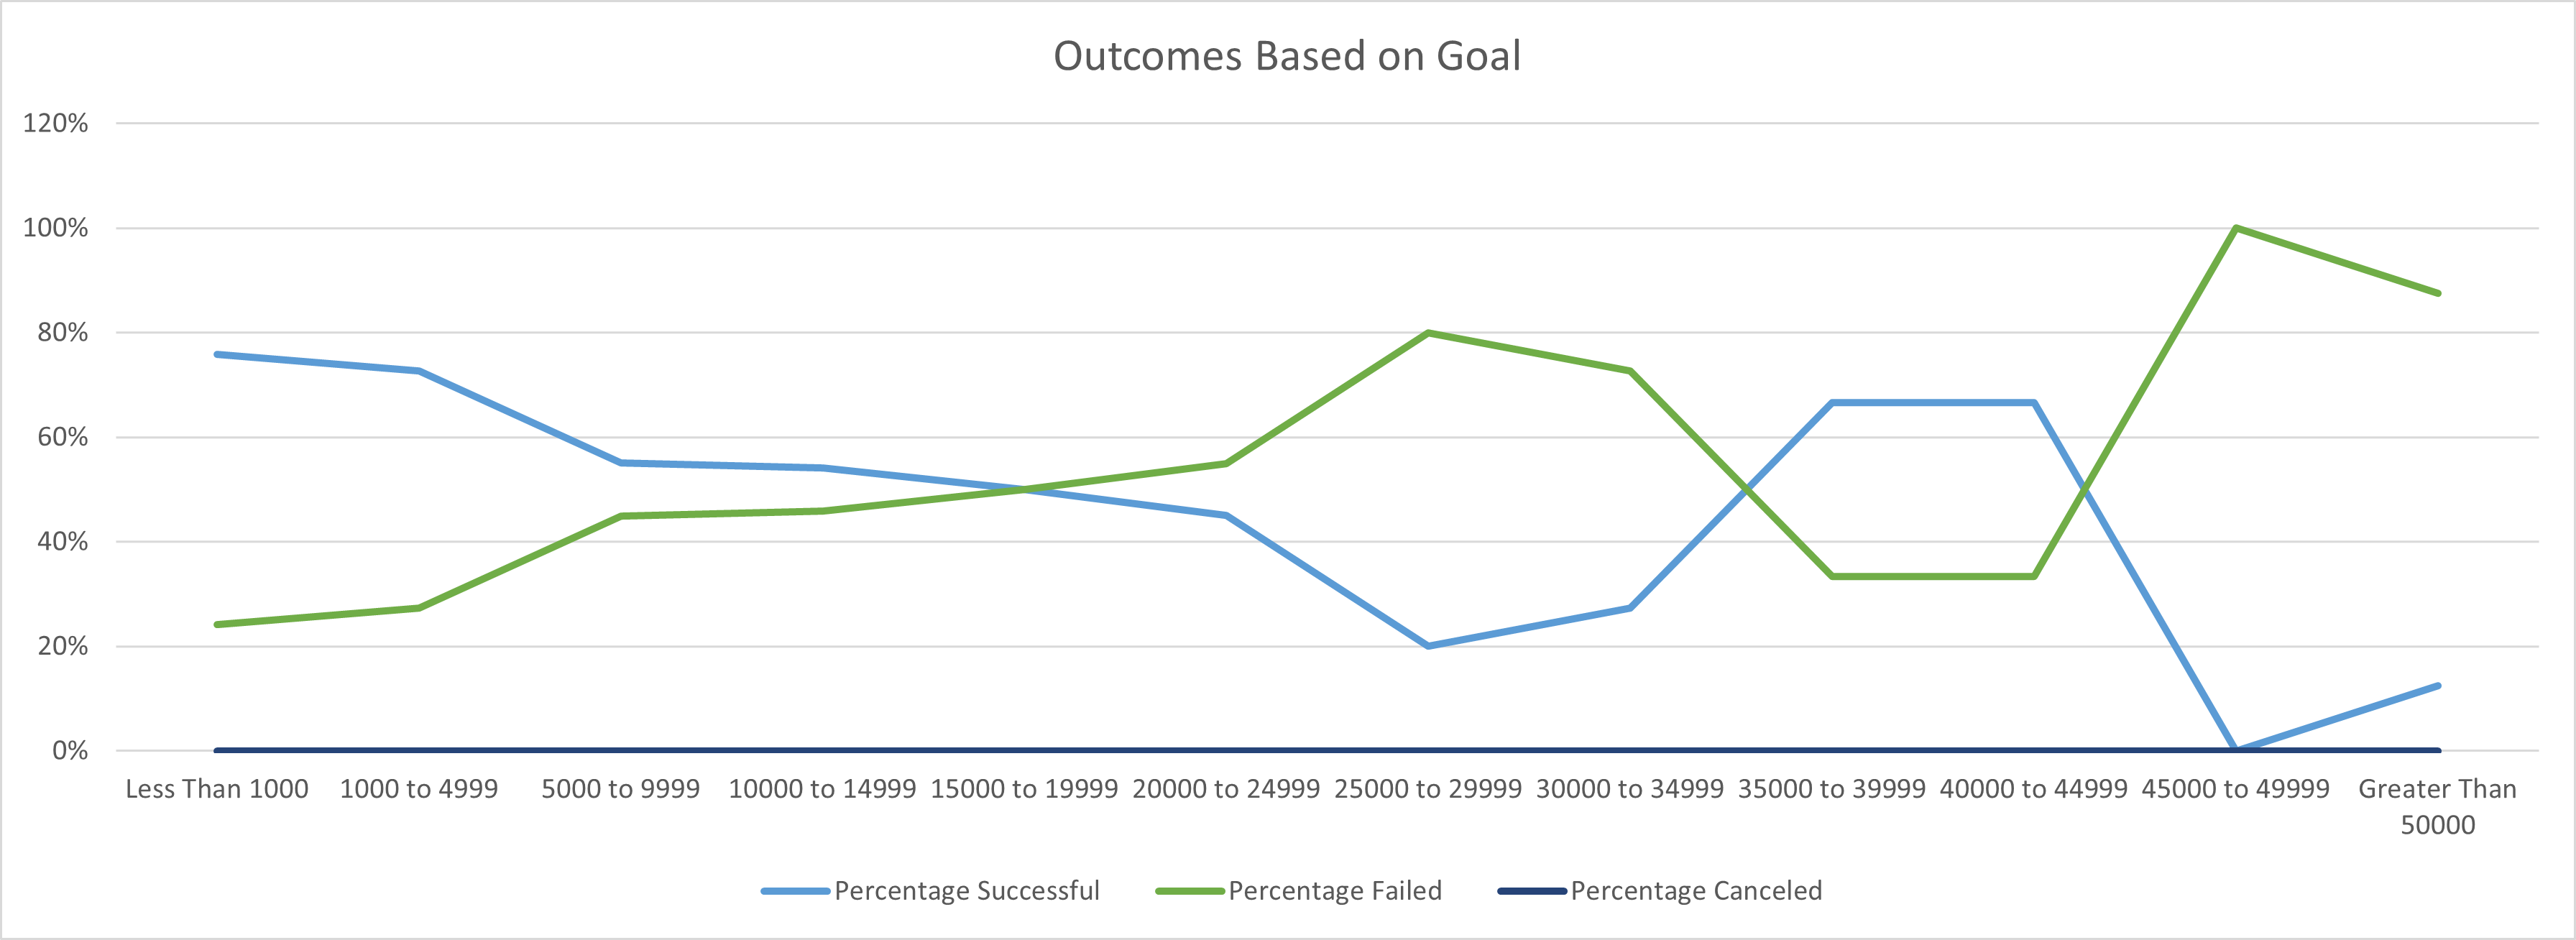 Outcomes Based on Goal
120%
100%
80%
60%
40%
20%
0%
Less Than 1000 1000 to 4999 5000 to 9999 10000 to 14999 15000 to 19999 20000 to 24999 25000 to 29999 30000 to 34999 35000 to 39999 40000 to 44999 45000 to 49999 Greater Than
50000
Percentage Successful Percentage Failed Percentage Canceled